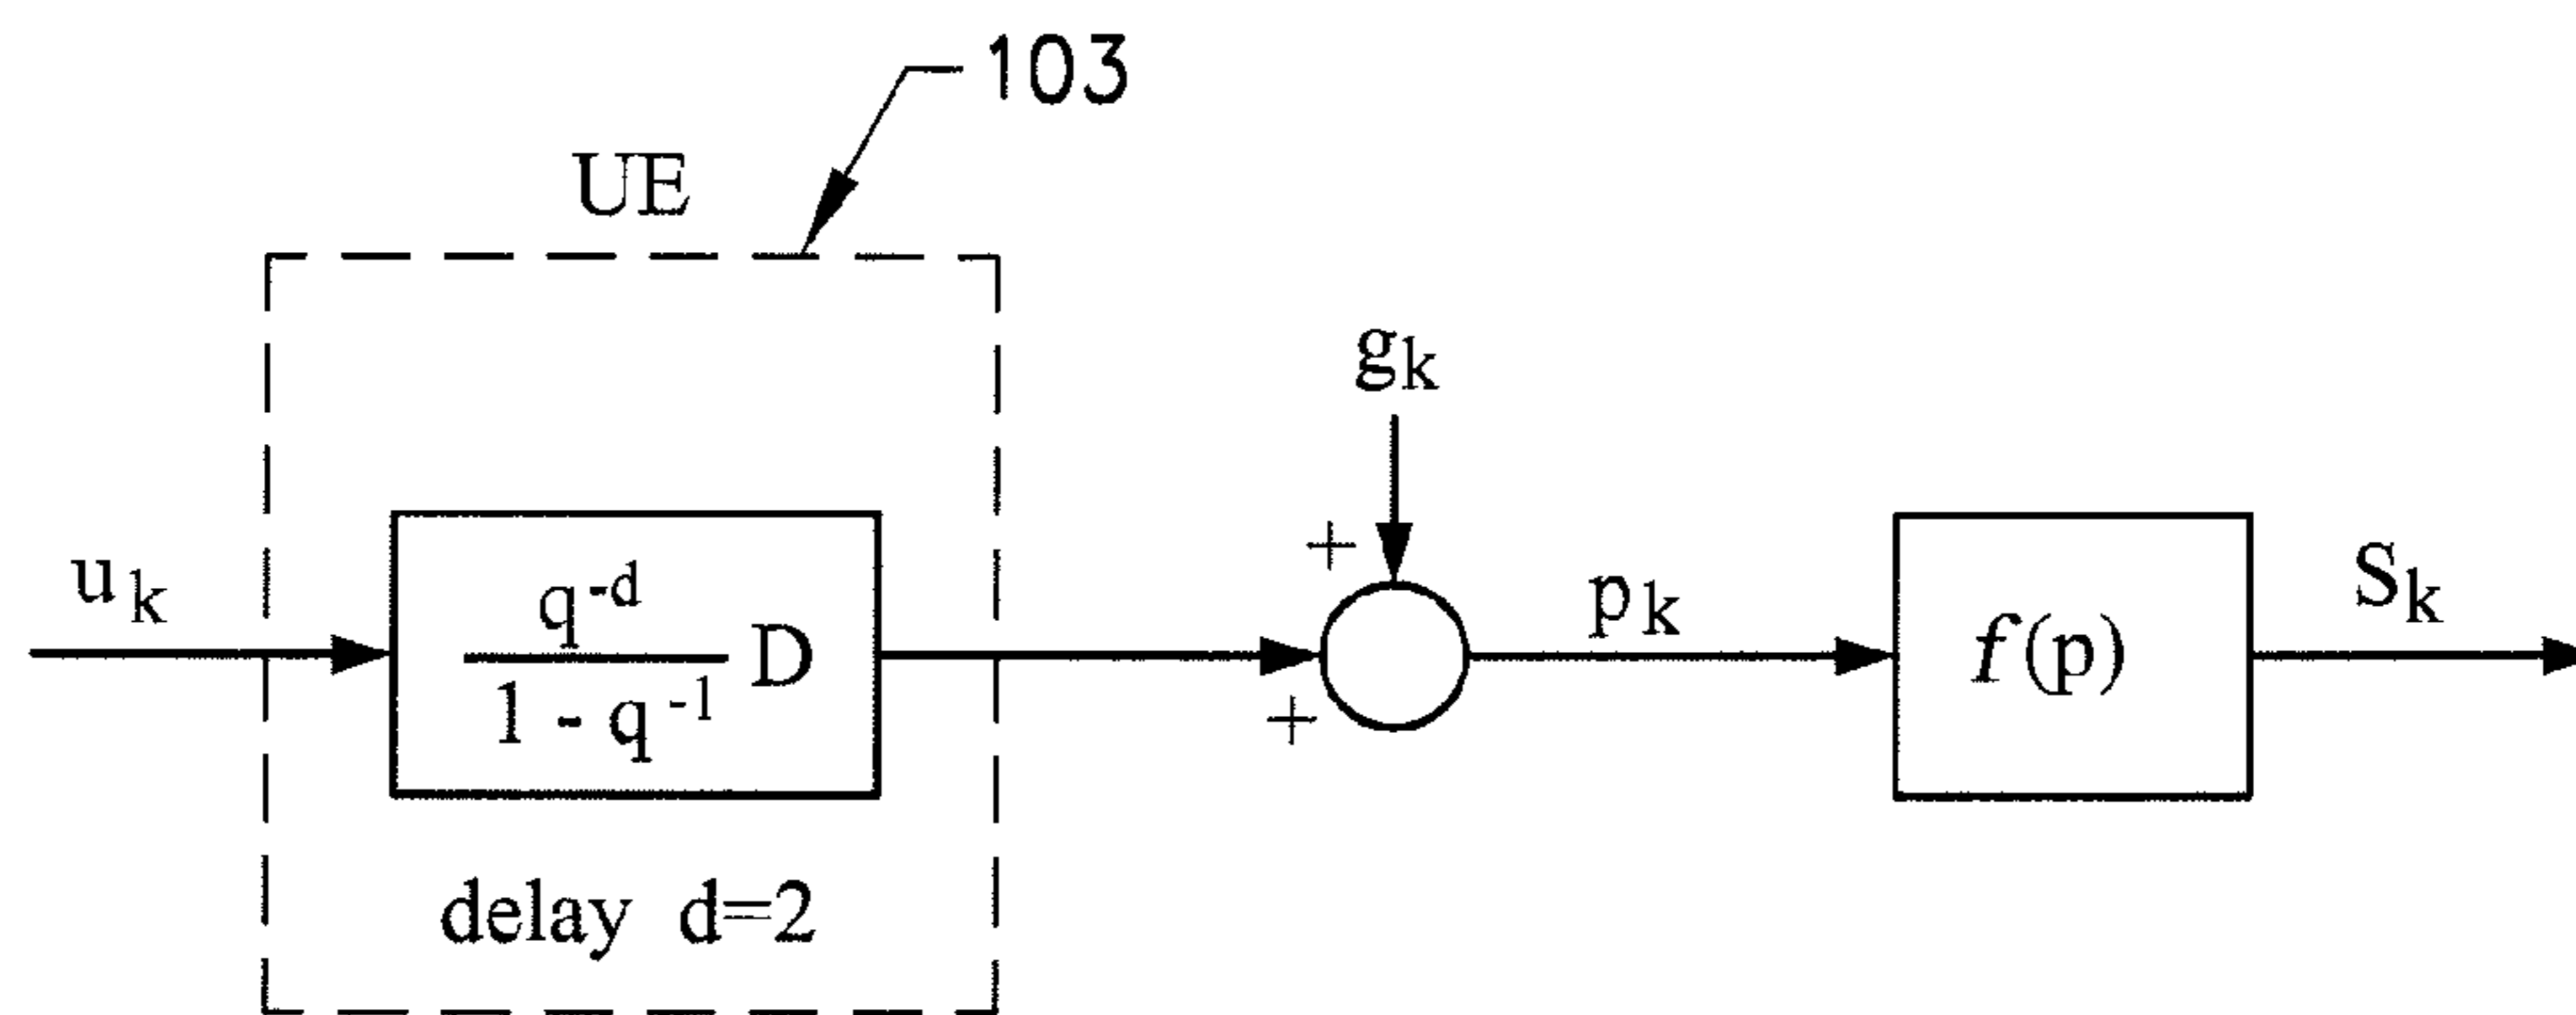 103
UE
g_k
+
u_k
q^-d
D
1 - q^-1
p_k
f(p)
S_k
+
delay d=2